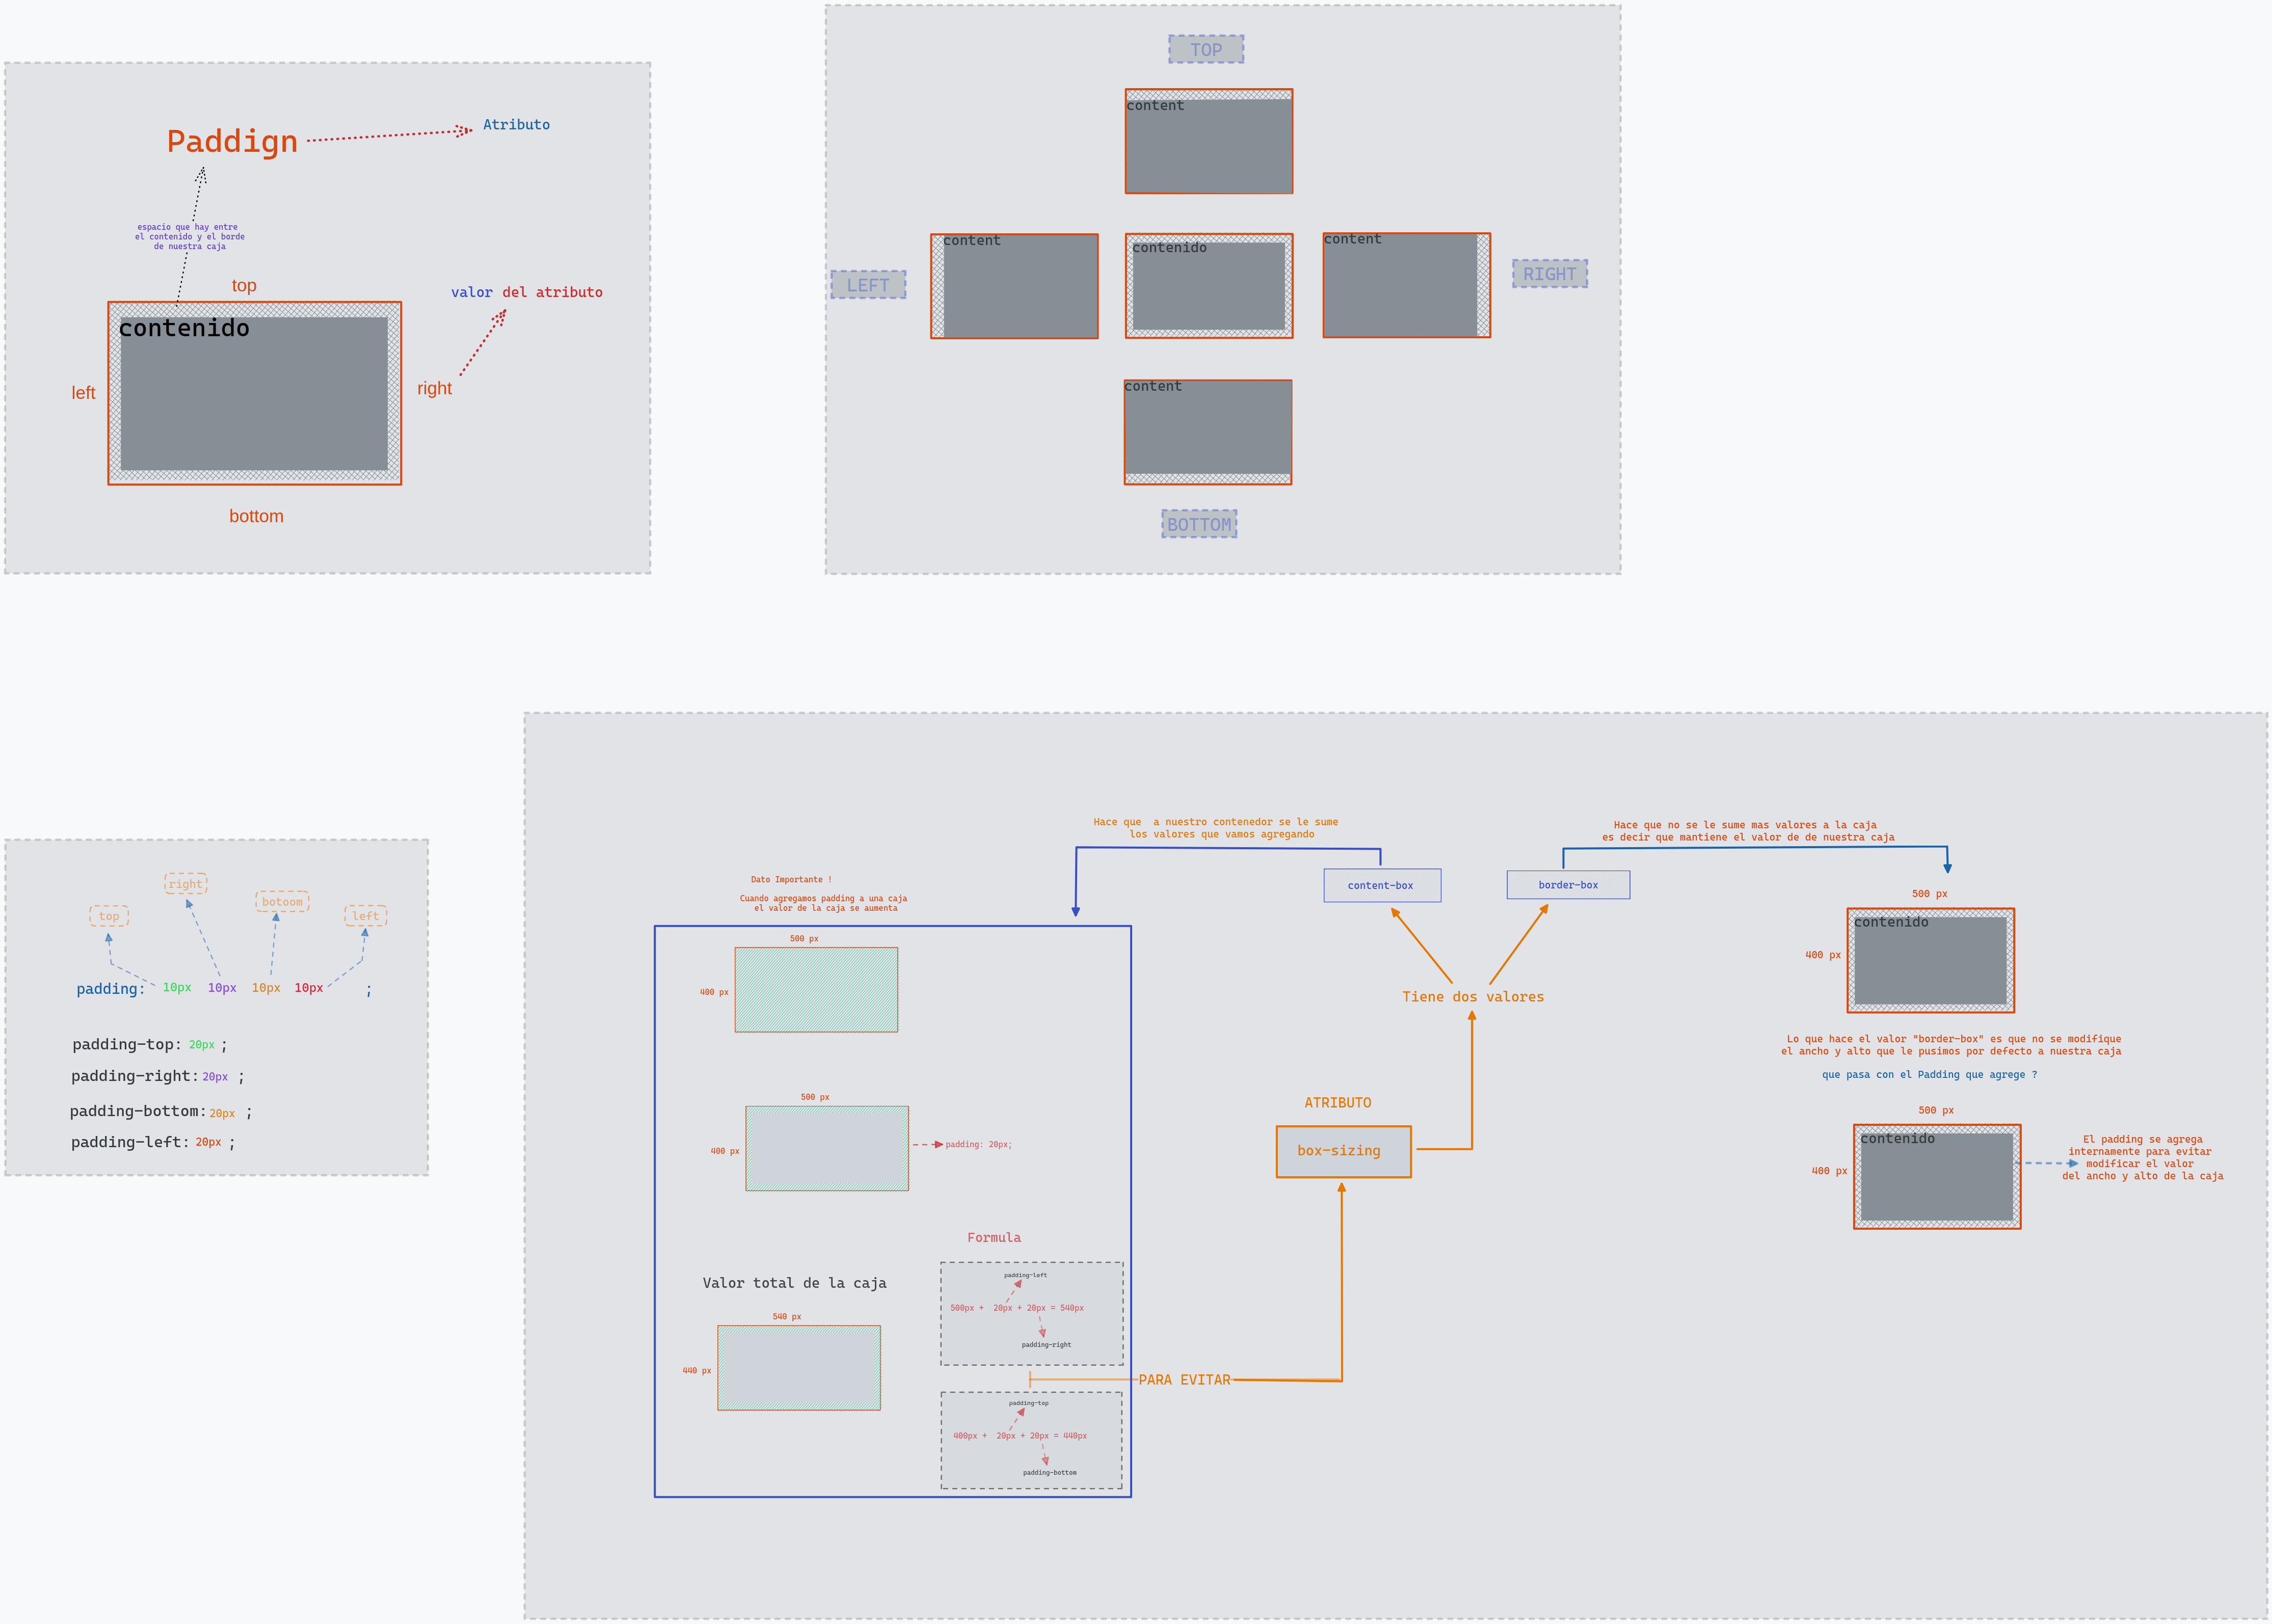 Paddign
Atributo
espacio que hay entre
el contenido y el borde
de nuestra caja
top
valor del atributo
contenido
left
right
bottom
TOP
content
LEFT
content
contenido
content
RIGHT
content
BOTTOM
right
botoom
top
left
padding: 10px 10px 10px 10px ;
padding-top: 20px ;
padding-right: 20px ;
padding-bottom: 20px ;
padding-left: 20px ;
Hace que a nuestro contenedor se le sume
los valores que vamos agregando
Hace que no se le sume mas valores a la caja
es decir que mantiene el valor de de nuestra caja
content-box
border-box
Dato Importante !
Cuando agregamos padding a una caja
el valor de la caja se aumenta
500 px
400 px
500 px
400 px
padding: 20px;
Formula
Valor total de la caja
540 px
440 px
padding-left
500px + 20px + 20px = 540px
padding-right
PARA EVITAR
padding-top
400px + 20px + 20px = 440px
padding-bottom
Tiene dos valores
ATRIBUTO
box-sizing
500 px
contenido
400 px
Lo que hace el valor "border-box" es que no se modifique
el ancho y alto que le pusimos por defecto a nuestra caja
que pasa con el Padding que agrege ?
500 px
contenido
400 px
El padding se agrega
internamente para evitar
modificar el valor
del ancho y alto de la caja